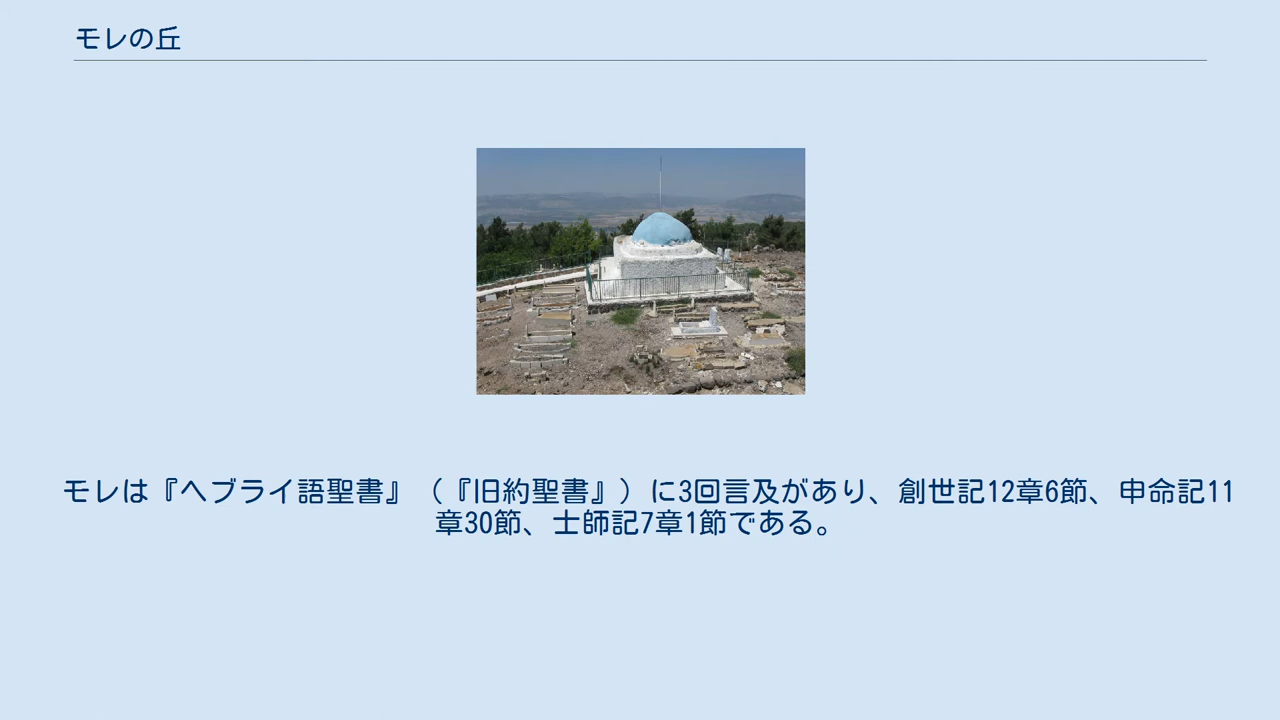 モレの丘
モレは『ヘブライ語聖書』（『旧約聖書』）に3回言及があり、創世記12章6節、申命記11
章30節、士師記7章1節である。